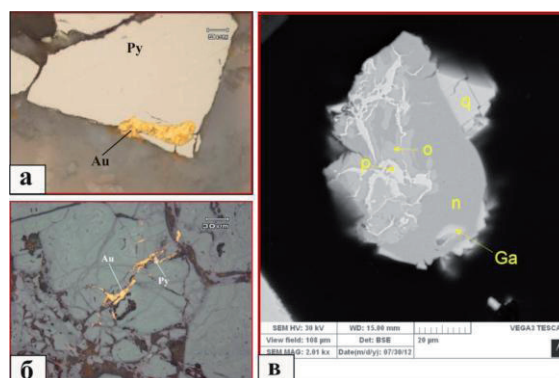 Py
Au
а
Au
Py
б
q
o
p
n
Ga
SEM HV: 30 kV
WD: 15.00 mm
VEGA3 TESCA
View field: 108 µm
Det: BSE
20 µm
SEM MAG: 2.01 kx
Date(m/d/y): 07/30/12
в